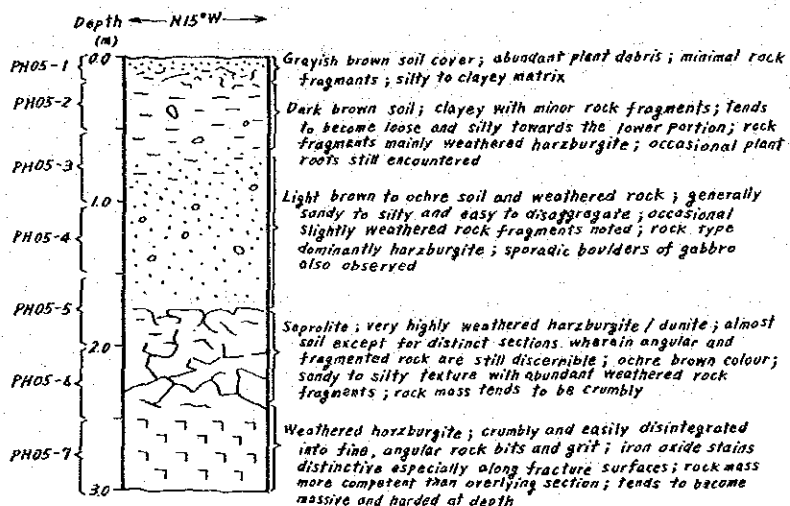 Depth N15°W
(m)
0.0
PH05-1
Grayish brown soil cover; abundant plant debris; minimal rock
fragmants; silty to clayey matrix
PH05-2
Dark brown soil; clayey with minor rock fragments; tends
to become loose and silty towards the lower portion; rock
fragments mainly weathered harzburgite; occasional plant
roots still encountered
PH05-3
1.0
Light brown to ochre soil and weathered rock; generally
sandy to silty and easy to disaggregate; occasional
slightly weathered rock fragments noted; rock type
dominantly harzburgite; sporadic boulders of gabbro
also observed
PH05-4
PH05-5
Saprolite; very highly weathered harzburgite / dunite; almost
soil except for distinct sections wherein angular and
fragmented rock are still discernible; ochre brown colour;
sandy to silty texture with abundant weathered rock
fragments; rock mass tends to be crumbly
2.0
PH05-6
PH05-7
Weathered harzburgite; crumbly and easily disintegrated
into fine, angular rock bits and grit; iron oxide stains
distinctive especially along fracture surfaces; rock mass
more competent than overlying section; tends to become
massive and harded at depth
3.0